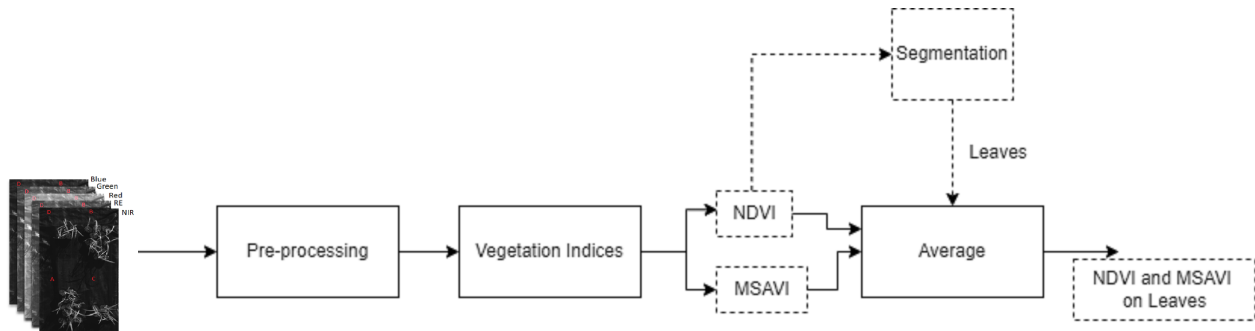 Segmentation
Leaves
Blue
Green
Red
RE
NIR
Pre-processing
Vegetation Indices
NDVI
MSAVI
Average
NDVI and MSAVI
on Leaves